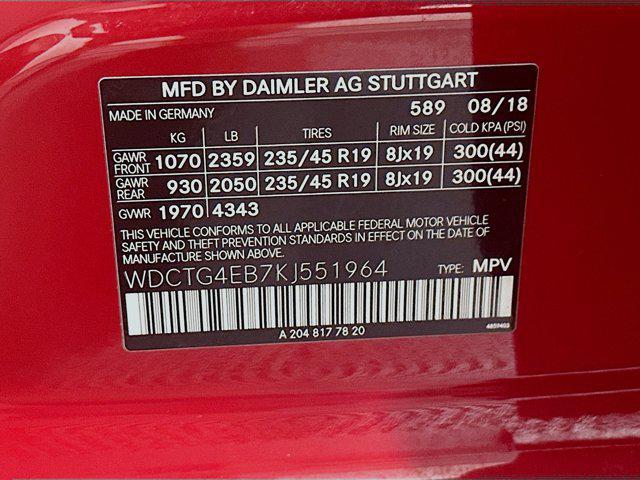 MFD BY DAIMLER AG STUTTGART
MADE IN GERMANY 589 08/18
KG LB TIRES RIM SIZE COLD KPA (PSI)
GAWR FRONT 1070 2359 235/45 R19 8Jx19 300(44)
GAWR REAR 930 2050 235/45 R19 8Jx19 300(44)
GVWR 1970 4343
THIS VEHICLE CONFORMS TO ALL APPLICABLE FEDERAL MOTOR VEHICLE
SAFETY AND THEFT PREVENTION STANDARDS IN EFFECT ON THE DATE OF
MANUFACTURE SHOWN ABOVE.
WDCTG4EB7KJ551964 TYPE: MPV
A 204 817 78 20 4859403